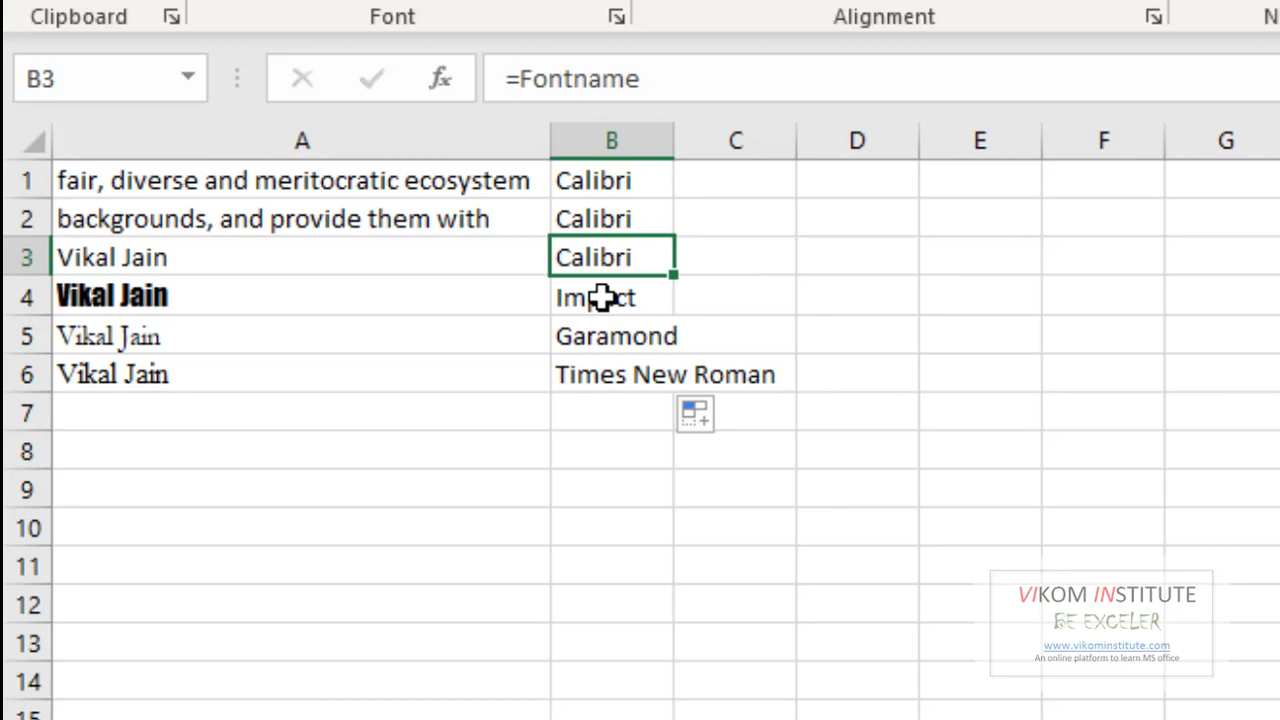 Clipboard Font Alignment N
B3 fx =Fontname
A B C D E F G
1 fair, diverse and meritocratic ecosystem Calibri
2 backgrounds, and provide them with Calibri
3 Vikal Jain Calibri
4 Vikal Jain
5 Vikal Jain Garamond
6 Vikal Jain Times New Roman
7
8
9
10
11
12
13
14
15
VIKOM INSTITUTE
BE EXCELER
www.vikominstitute.com
An online platform to learn MS office